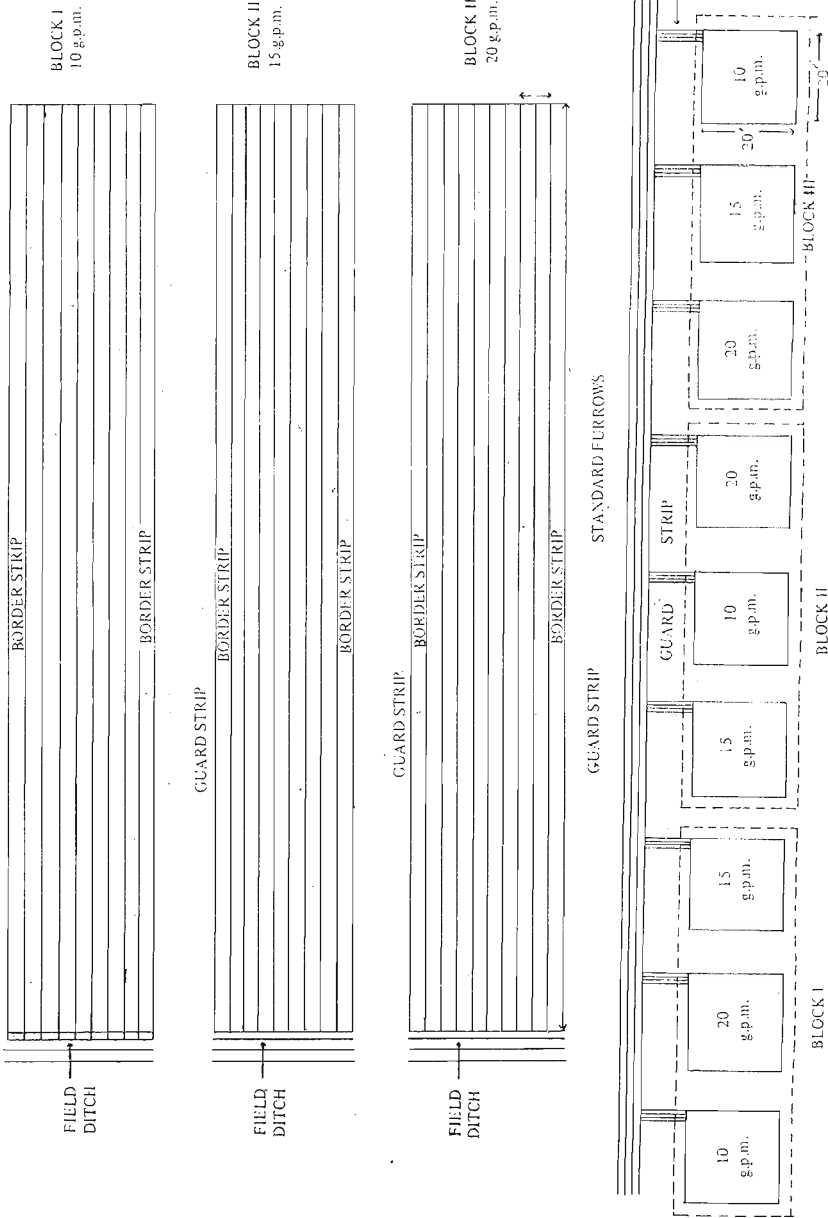 BLOCK I
10 g.p.m.
BORDER STRIP
BORDER STRIP
FIELD
DITCH
GUARD STRIP
BLOCK II
15 g.p.m.
BORDER STRIP
BORDER STRIP
FIELD
DITCH
GUARD STRIP
20 g.p.m.
BORDER STRIP
BORDER STRIP
FIELD
DITCH
GUARD STRIP
STANDARD FURROWS
GUARD STRIP
10
g.p.m.
20
g.p.m.
15
g.p.m.
BLOCK I
15
g.p.m.
10
g.p.m.
20
g.p.m.
BLOCK II
20
g.p.m.
15
g.p.m.
10
g.p.m.
20'
20'
BLOCK III